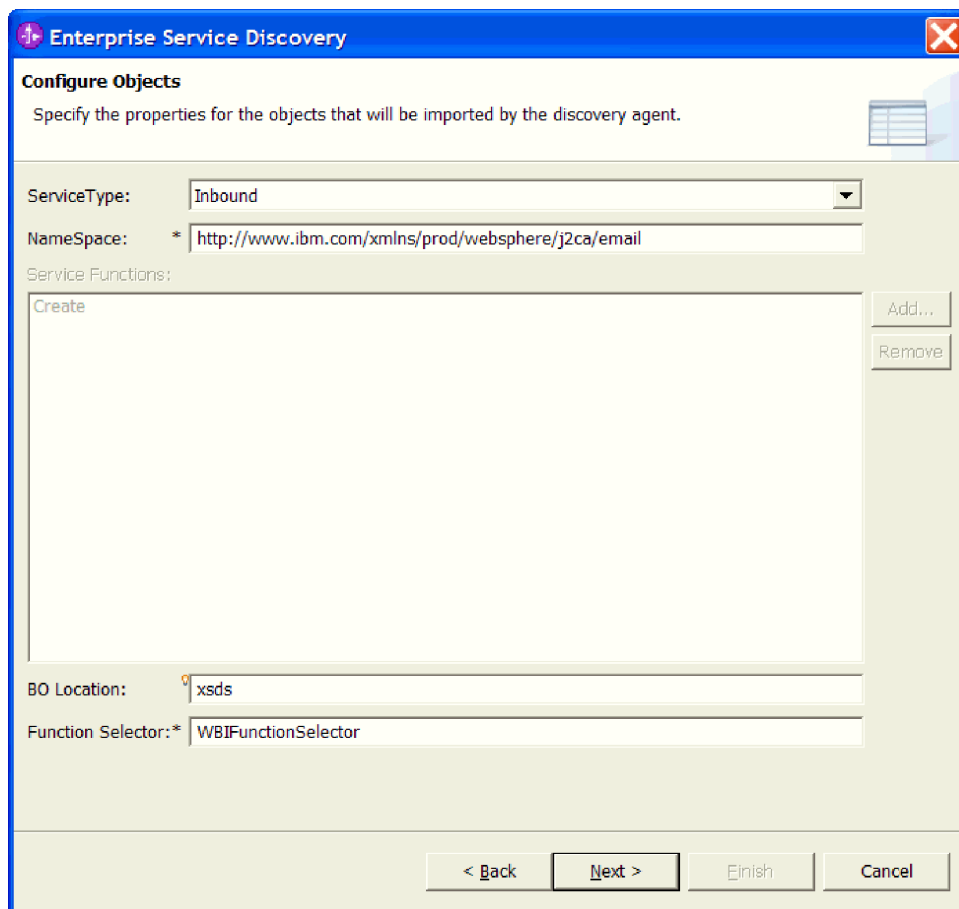 Enterprise Service Discovery
Configure Objects
Specify the properties for the objects that will be imported by the discovery agent.
ServiceType: Inbound
NameSpace: * http://www.ibm.com/xmlns/prod/websphere/j2ca/email
Service Functions:
Create
Add...
Remove
BO Location: xsds
Function Selector:* WBIFunctionSelector
< Back Next > Finish Cancel